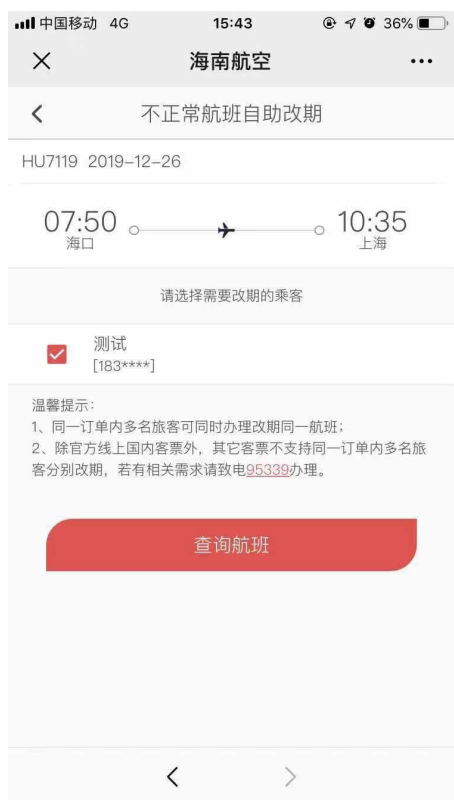 中国移动 4G 15:43 36%
海南航空
不正常航班自助改期
HU7119 2019-12-26
07:50 10:35
海口 上海
请选择需要改期的乘客
测试
[183****]
温馨提示:
1、同一订单内多名旅客可同时办理改期同一航班;
2、除官方线上国内客票外，其它客票不支持同一订单内多名旅
客分别改期，若有相关需求请致电95339办理。
查询航班